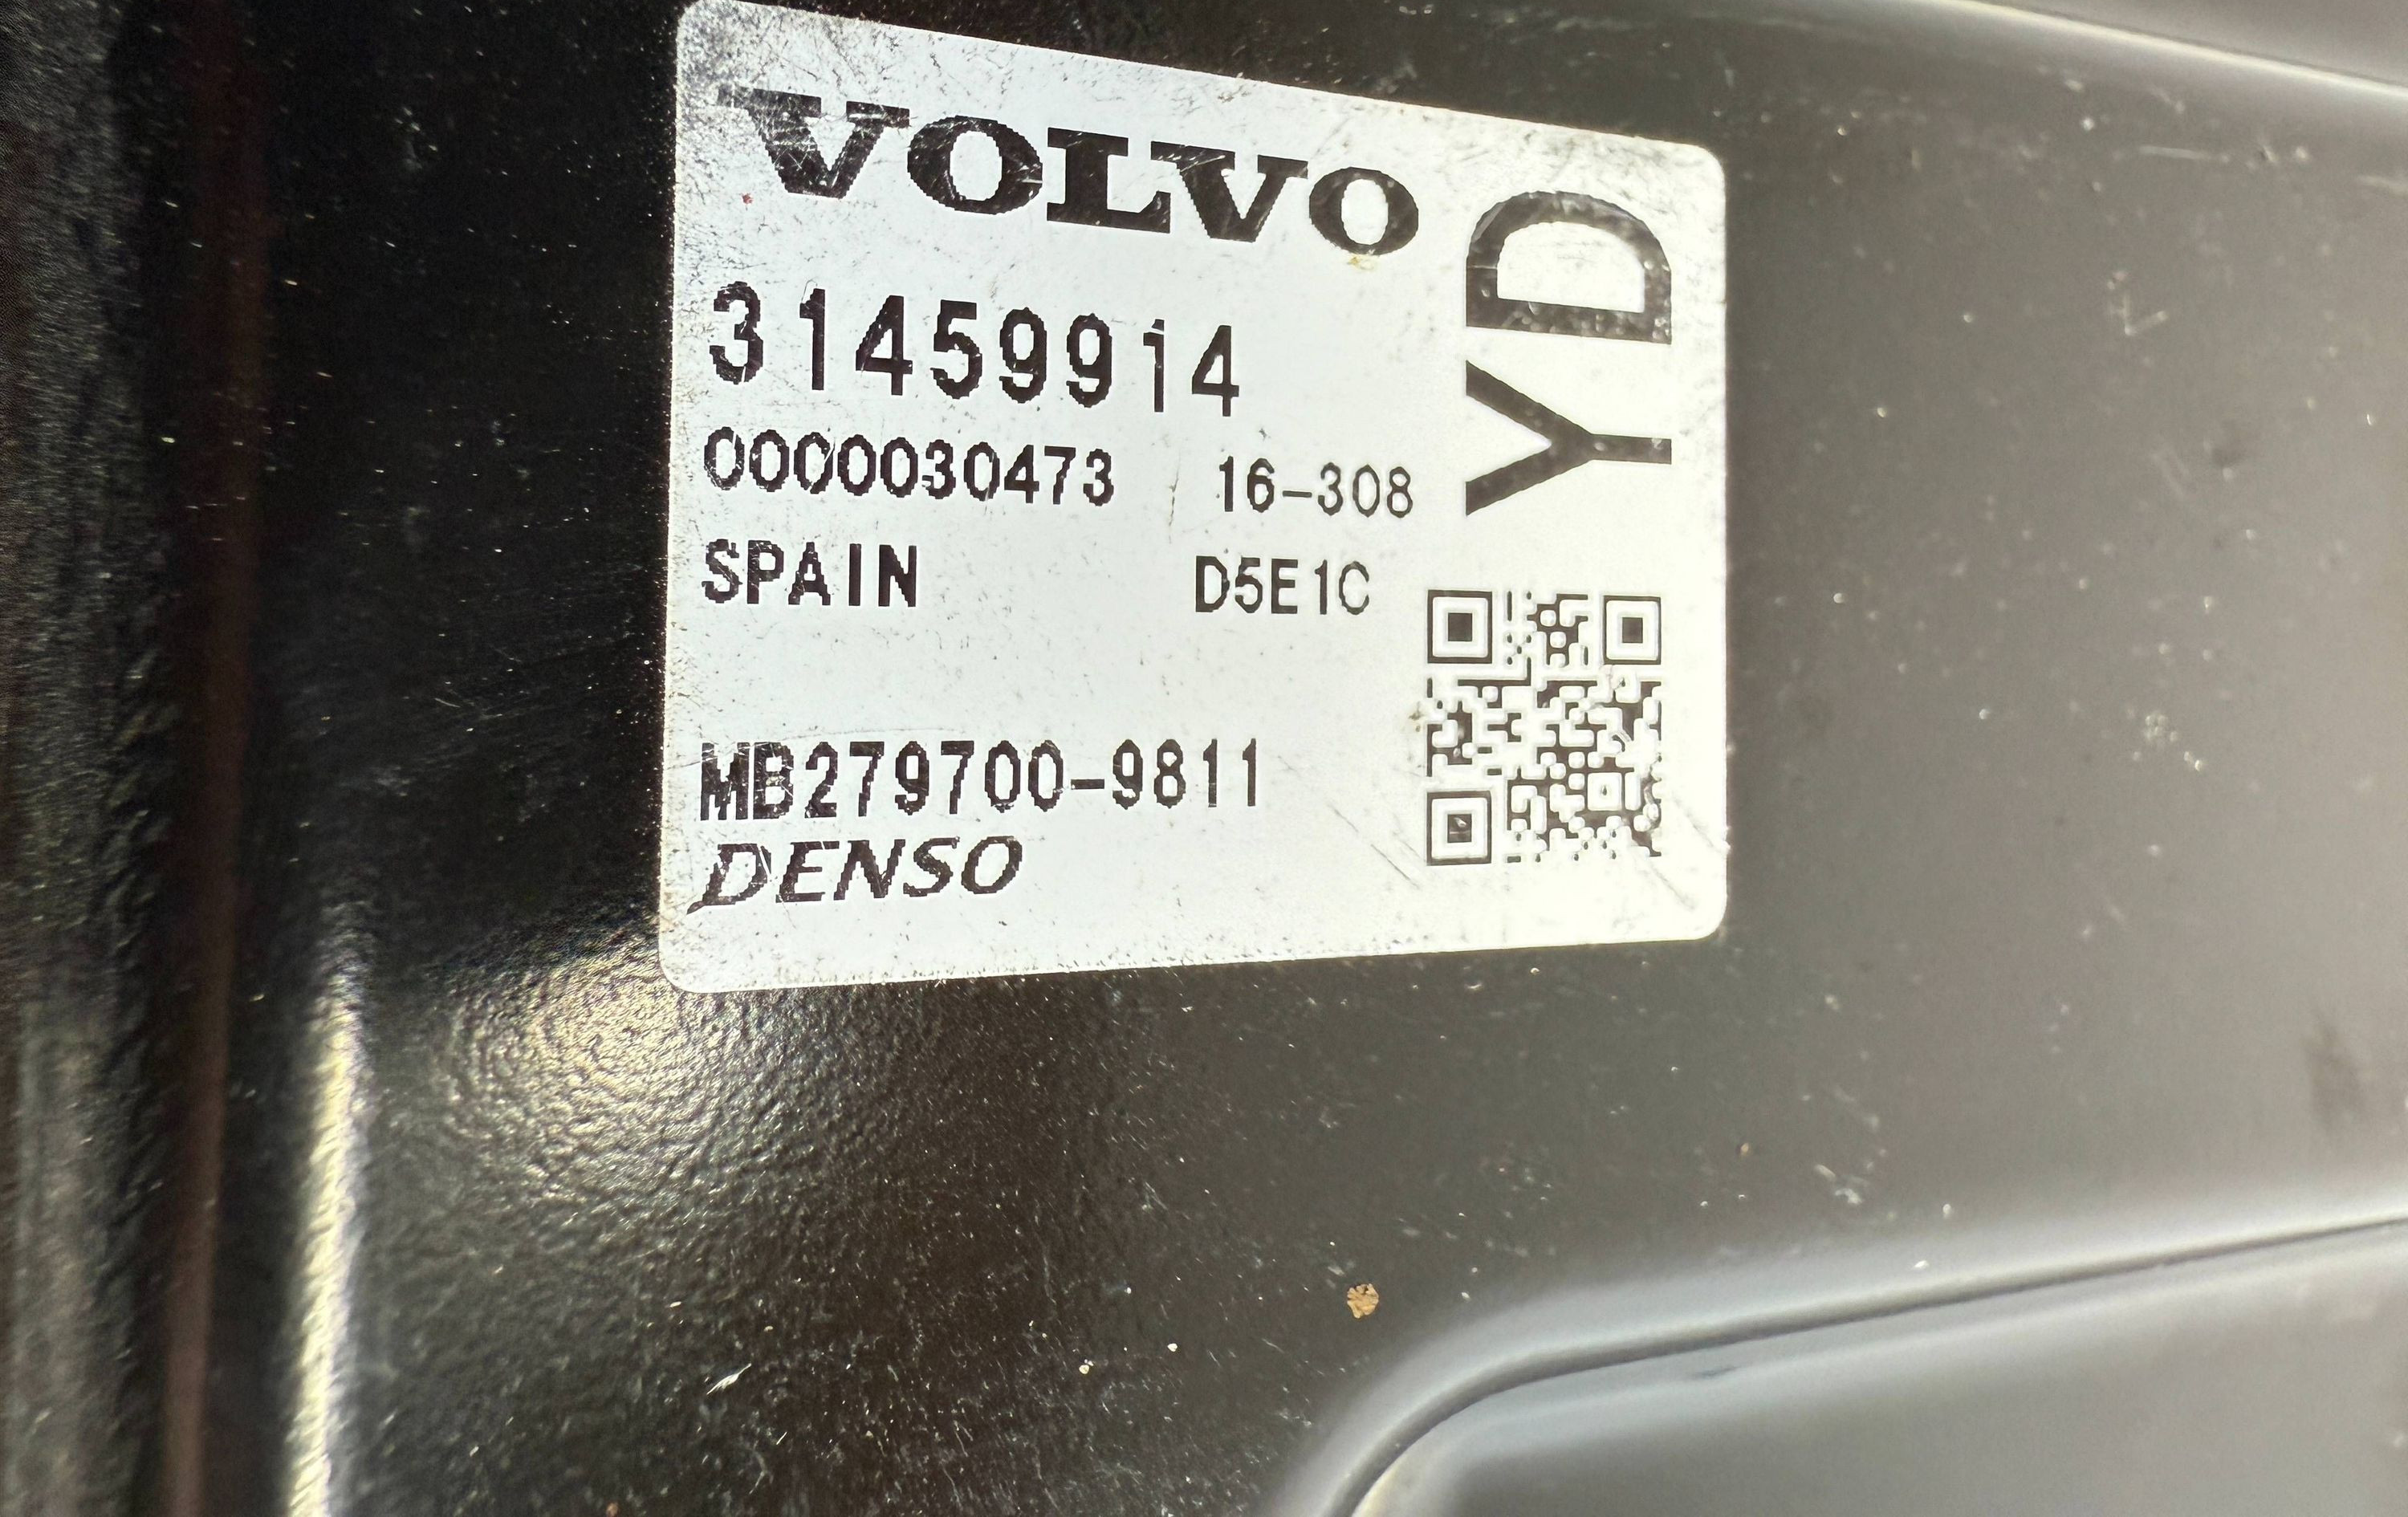 VOLVO
YD
31459914
0000030473 16-308
SPAIN D5E1C
MB279700-9811
DENSO